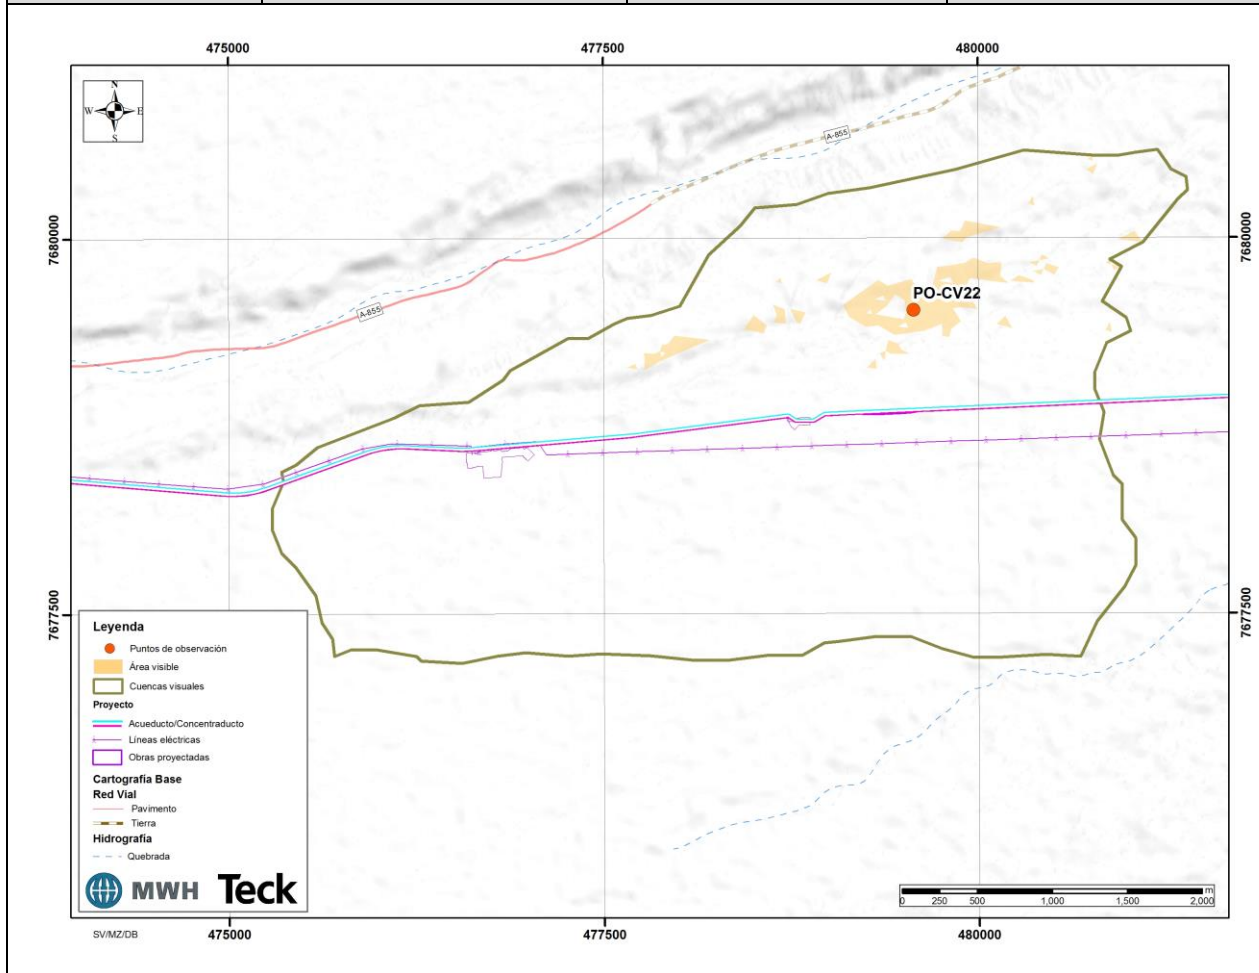 475000 477500 480000
N
W E
S
A-855
7680000 7680000
PO-CV22
A-855
7677500 7677500
Leyenda
Puntos de observación
Área visible
Cuencas visuales
Proyecto
Acueducto/Concentraducto
Líneas eléctricas
Obras proyectadas
Cartografía Base
Red Vial
Pavimento
Tierra
Hidrografía
Quebrada
MWH Teck
m
0 250 500 1,000 1,500 2,000
SV/MZ/DB
475000 477500 480000